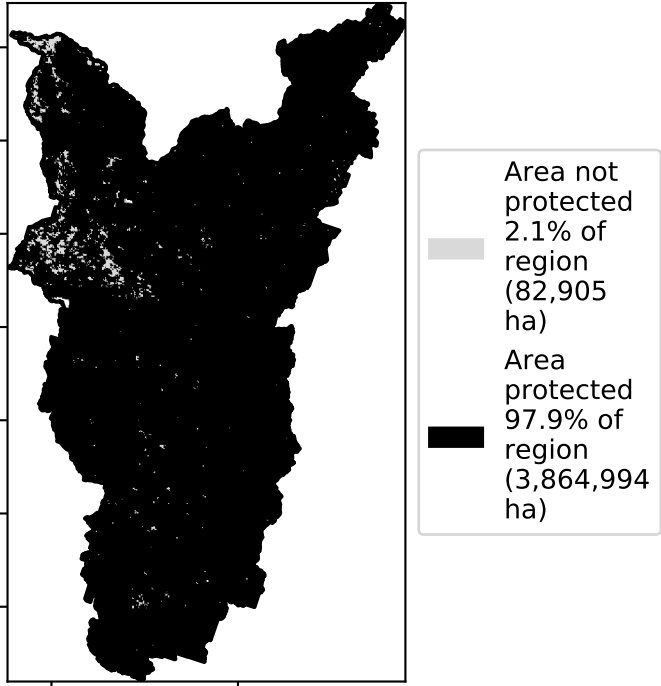 Area not
protected
2.1% of
region
(82,905
ha)
Area
protected
97.9% of
region
(3,864,994
ha)